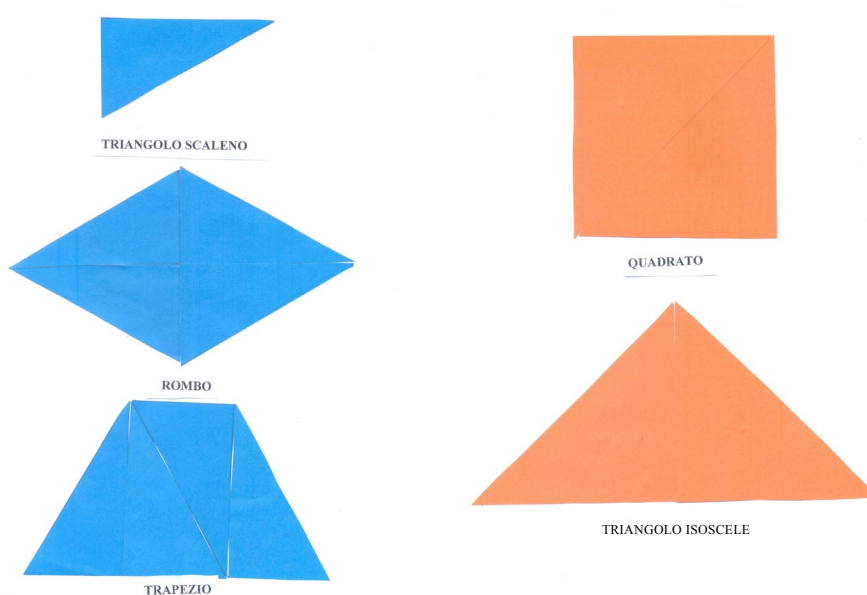 TRIANGOLO SCALENO
ROMBO
TRAPEZIO
QUADRATO
TRIANGOLO ISOSCELE